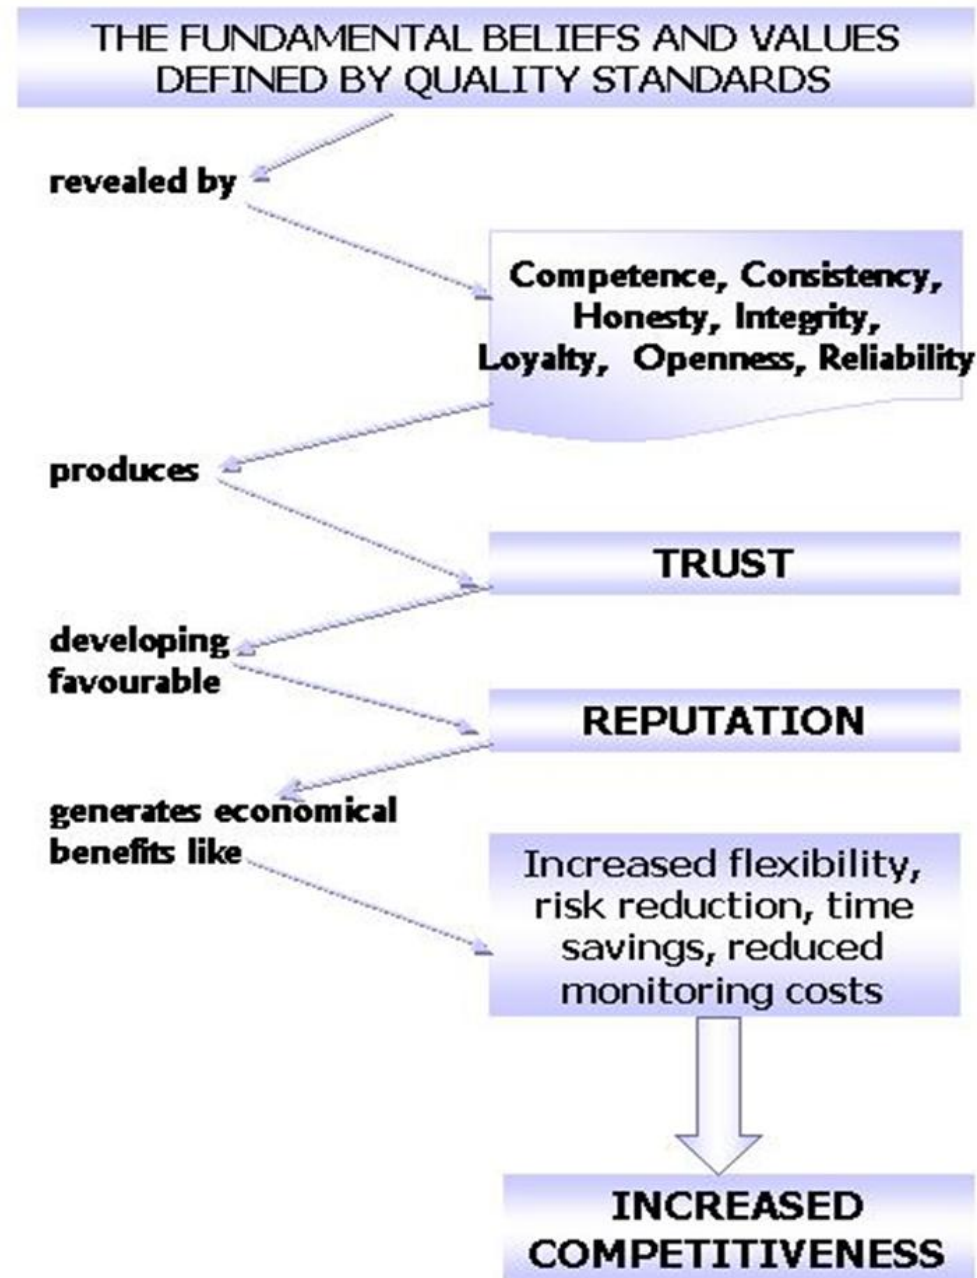 THE FUNDAMENTAL BELIEFS AND VALUES
DEFINED BY QUALITY STANDARDS
revealed by
Competence, Consistency,
Honesty, Integrity,
Loyalty, Openness, Reliability
produces
TRUST
developing
favourable
REPUTATION
generates economical
benefits like
Increased flexibility,
risk reduction, time
savings, reduced
monitoring costs
INCREASED
COMPETITIVENESS